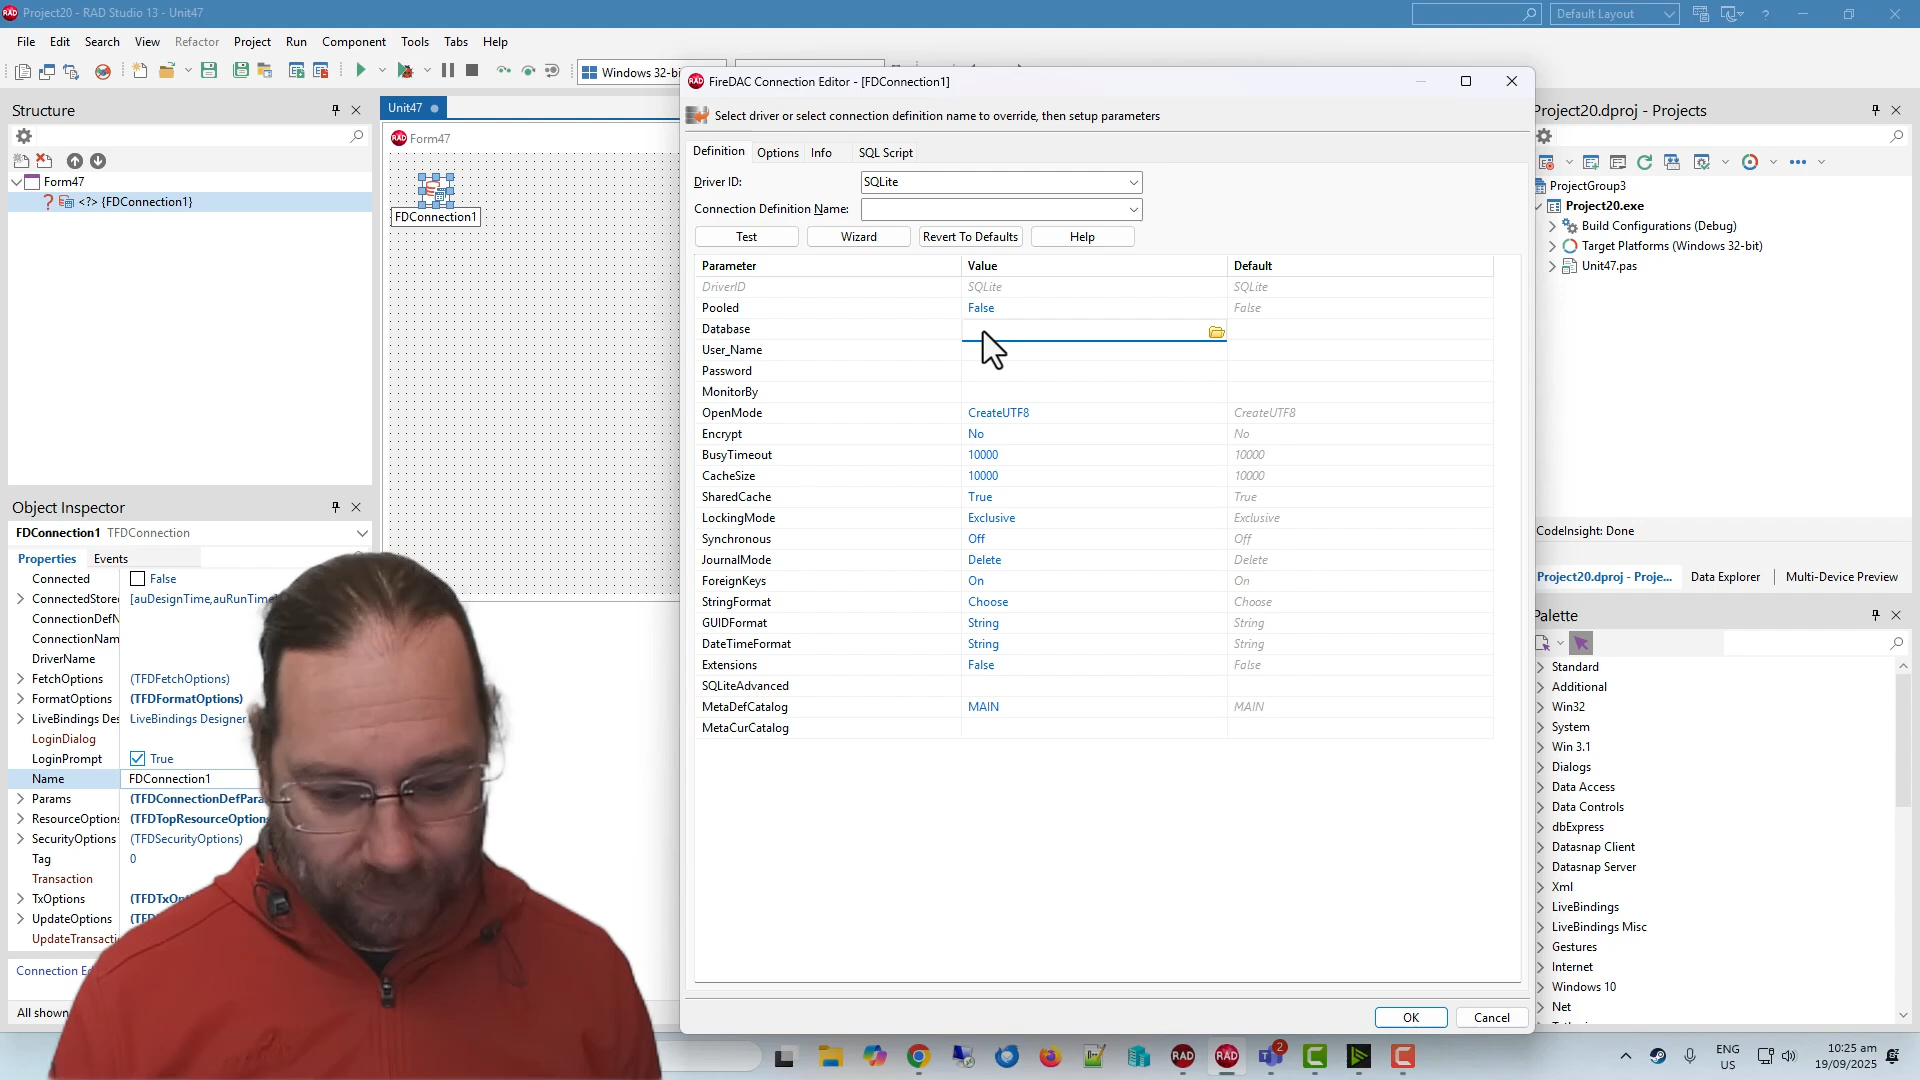 Project20 - RAD Studio 13 - Unit47
Default Layout
File Edit Search View Refactor Project Run Component Tools Tabs Help
Windows 32-bi
Structure
Form47
<?> {FDConnection1}
Unit47
Form47
FDConnection1
Object Inspector
FDConnection1 TFDConnection
Properties Events
Connected False
ConnectedStored [auDesignTime,auRunTime
ConnectionDefN
ConnectionNam
DriverName
FetchOptions (TFDFetchOptions)
FormatOptions (TFDFormatOptions)
LiveBindings Des LiveBindings Designer
LoginDialog
LoginPrompt True
Name FDConnection1
Params (TFDConnectionDefPara
ResourceOptions (TFDTopResourceOptions
SecurityOptions (TFDSecurityOptions)
Tag 0
Transaction
TxOptions (TFDTxOpt
UpdateOptions (TFD
UpdateTransacti
Connection Ed
All shown
FireDAC Connection Editor - [FDConnection1]
Select driver or select connection definition name to override, then setup parameters
Definition Options Info SQL Script
Driver ID: SQLite
Connection Definition Name:
Test Wizard Revert To Defaults Help
Parameter Value Default
DriverID SQLite SQLite
Pooled False False
Database
User_Name
Password
MonitorBy
OpenMode CreateUTF8 CreateUTF8
Encrypt No No
BusyTimeout 10000 10000
CacheSize 10000 10000
SharedCache True True
LockingMode Exclusive Exclusive
Synchronous Off Off
JournalMode Delete Delete
ForeignKeys On On
StringFormat Choose Choose
GUIDFormat String String
DateTimeFormat String String
Extensions False False
SQLiteAdvanced
MetaDefCatalog MAIN MAIN
MetaCurCatalog
OK Cancel
Project20.dproj - Projects
ProjectGroup3
Project20.exe
Build Configurations (Debug)
Target Platforms (Windows 32-bit)
Unit47.pas
CodeInsight: Done
Project20.dproj - Proje... Data Explorer Multi-Device Preview
Palette
Standard
Additional
Win32
System
Win 3.1
Dialogs
Data Access
Data Controls
dbExpress
Datasnap Client
Datasnap Server
Xml
LiveBindings
LiveBindings Misc
Gestures
Internet
Windows 10
Net
2
ENG
US
10:25 am
19/09/2025